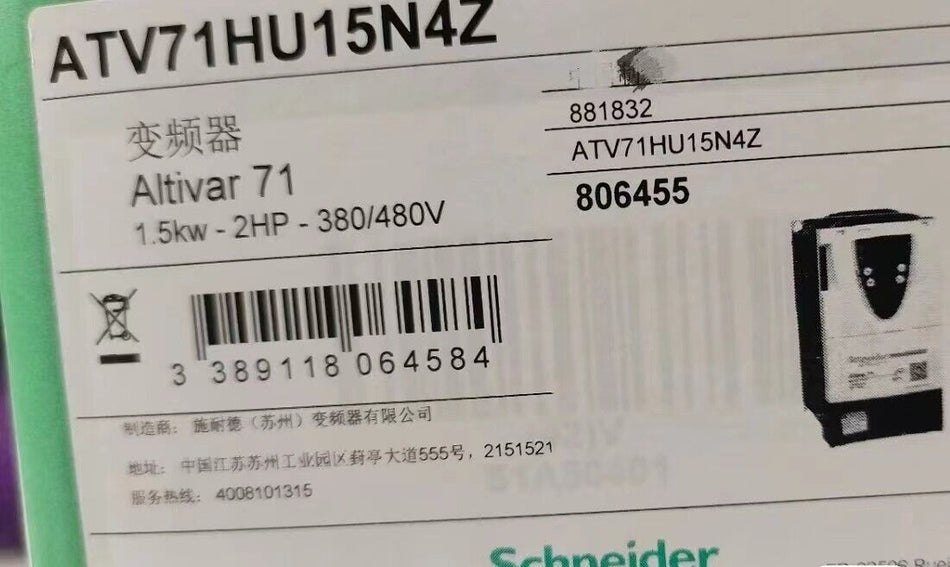 ATV71HU15N4Z
变频器
Altivar 71
1.5kw - 2HP - 380/480V
881832
ATV71HU15N4Z
806455
3 389118 064584
制造商: 施耐德（苏州）变频器有限公司
地址: 中国江苏苏州工业园区葑亭大道555号, 2151521
服务热线: 4008101315
Schneider
Schneider